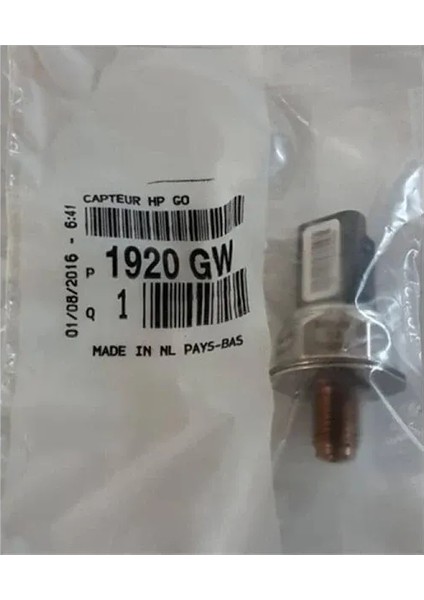 CAPTEUR HP GO
01/08/2016 - 6:41
P 1920 GW
Q 1
MADE IN NL PAYS-BAS